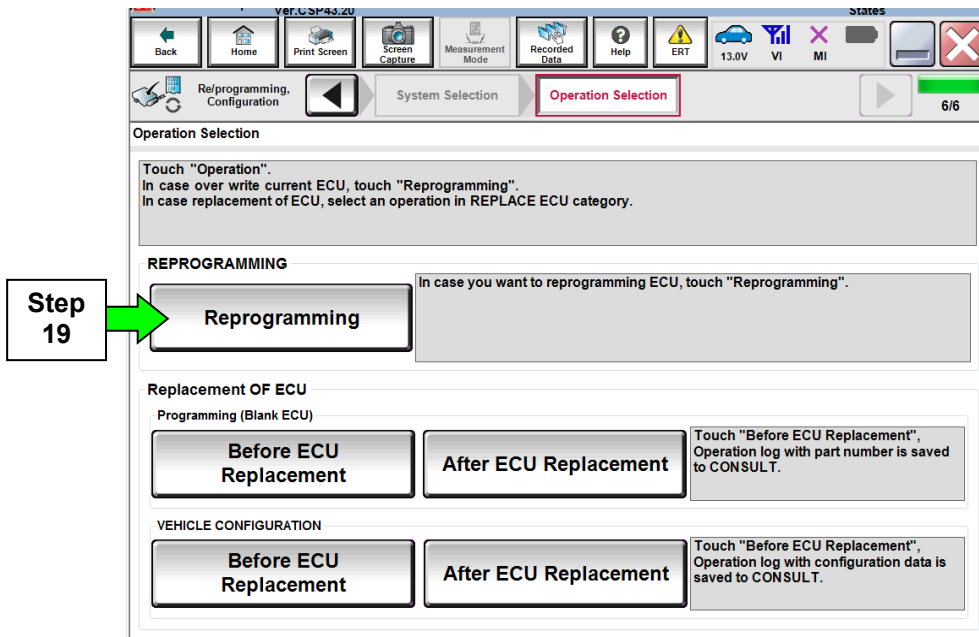 Ver.CSP43.20
States
Back
Home
Print Screen
Screen
Capture
Measurement
Mode
Recorded
Data
Help
ERT
13.0V
VI
MI
Re/programming,
Configuration
System Selection
Operation Selection
6/6
Operation Selection
Touch "Operation".
In case over write current ECU, touch "Reprogramming".
In case replacement of ECU, select an operation in REPLACE ECU category.
REPROGRAMMING
Step
19
Reprogramming
In case you want to reprogramming ECU, touch "Reprogramming".
Replacement OF ECU
Programming (Blank ECU)
Before ECU
Replacement
After ECU Replacement
Touch "Before ECU Replacement",
Operation log with part number is saved
to CONSULT.
VEHICLE CONFIGURATION
Before ECU
Replacement
After ECU Replacement
Touch "Before ECU Replacement",
Operation log with configuration data is
saved to CONSULT.